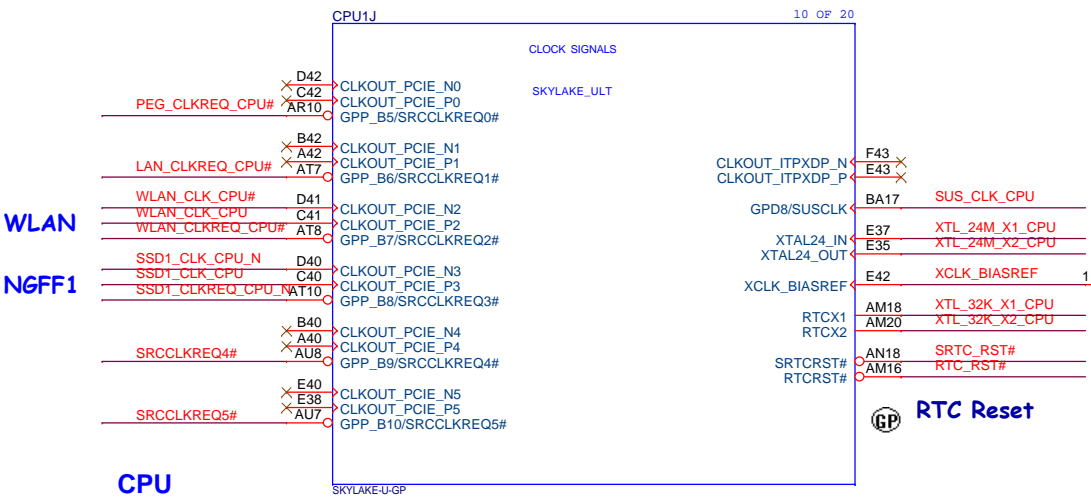 CPU1J
10 OF 20
CLOCK SIGNALS
SKYLAKE_ULT
D42 CLKOUT_PCIE_N0
C42 CLKOUT_PCIE_P0
PEG_CLKREQ_CPU# AR10 GPP_B5/SRCCLKREQ0#
B42 CLKOUT_PCIE_N1
A42 CLKOUT_PCIE_P1
LAN_CLKREQ_CPU# AT7 GPP_B6/SRCCLKREQ1#
WLAN
WLAN_CLK_CPU# D41 CLKOUT_PCIE_N2
WLAN_CLK_CPU C41 CLKOUT_PCIE_P2
WLAN_CLKREQ_CPU# AT8 GPP_B7/SRCCLKREQ2#
NGFF1
SSD1_CLK_CPU_N D40 CLKOUT_PCIE_N3
SSD1_CLK_CPU C40 CLKOUT_PCIE_P3
SSD1_CLKREQ_CPU_N AT10 GPP_B8/SRCCLKREQ3#
B40 CLKOUT_PCIE_N4
A40 CLKOUT_PCIE_P4
SRCCLKREQ4# AU8 GPP_B9/SRCCLKREQ4#
E40 CLKOUT_PCIE_N5
E38 CLKOUT_PCIE_P5
SRCCLKREQ5# AU7 GPP_B10/SRCCLKREQ5#
CLKOUT_ITPXDP_N F43
CLKOUT_ITPXDP_P E43
GPD8/SUSCLK BA17 SUS_CLK_CPU
XTAL24_IN E37 XTL_24M_X1_CPU
XTAL24_OUT E35 XTL_24M_X2_CPU
XCLK_BIASREF E42 XCLK_BIASREF 1
RTCX1 AM18 XTL_32K_X1_CPU
RTCX2 AM20 XTL_32K_X2_CPU
SRTCRST# AN18 SRTC_RST#
RTCRST# AM16 RTC_RST#
GP RTC Reset
CPU
SKYLAKE-U-GP